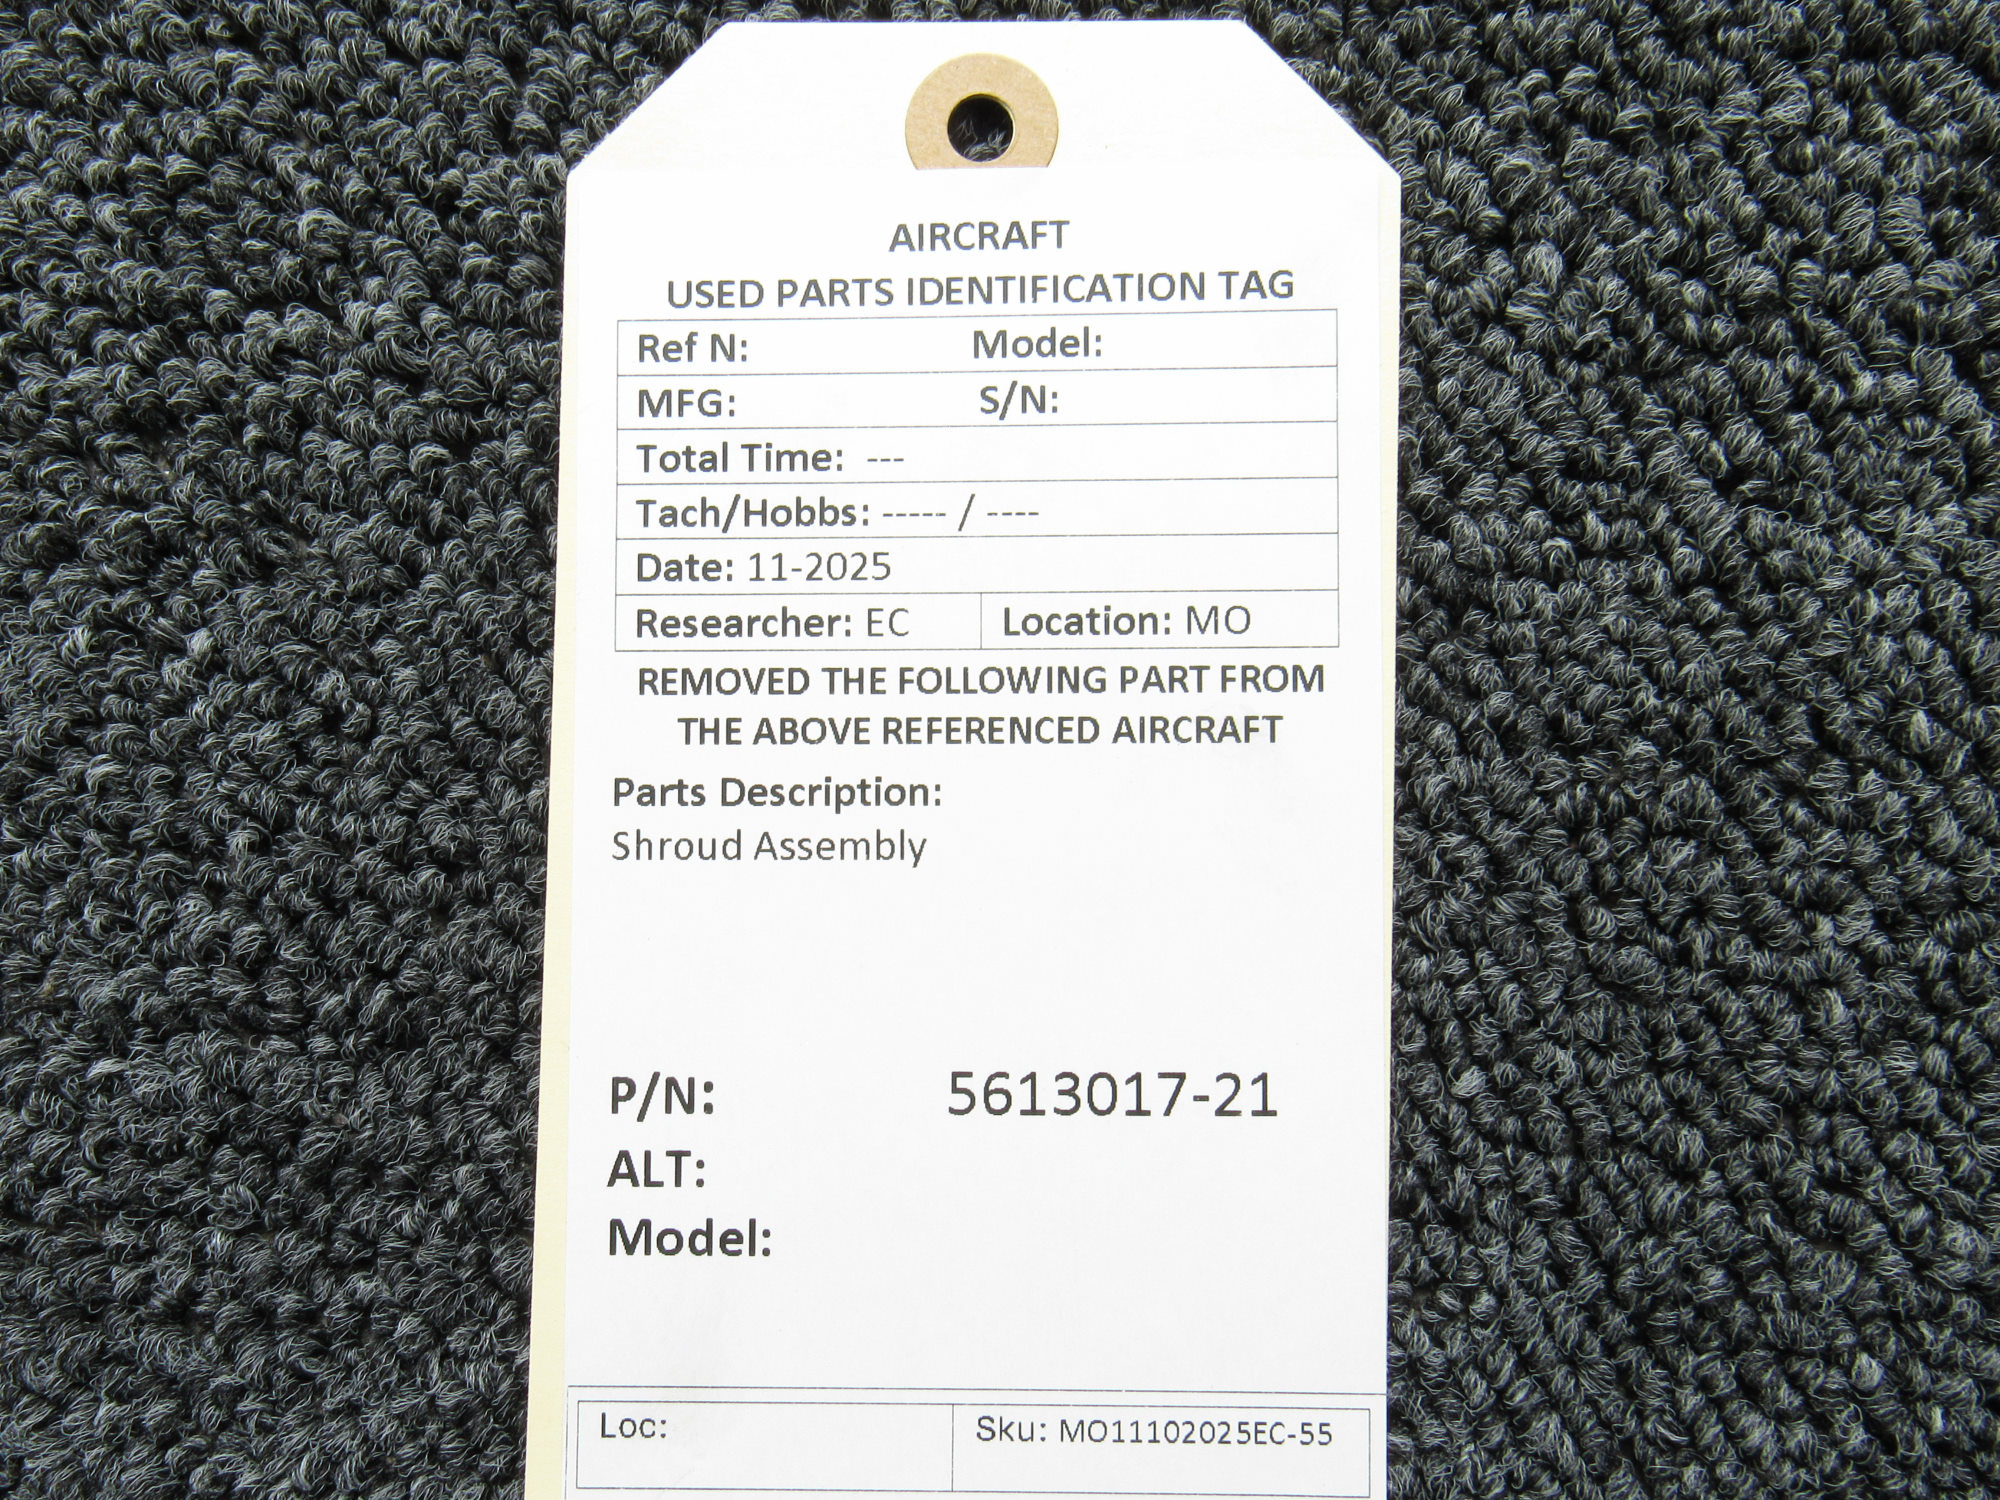 AIRCRAFT
USED PARTS IDENTIFICATION TAG
Ref N: Model:
MFG: S/N:
Total Time: ---
Tach/Hobbs: ----- / ----
Date: 11-2025
Researcher: EC Location: MO
REMOVED THE FOLLOWING PART FROM
THE ABOVE REFERENCED AIRCRAFT
Parts Description:
Shroud Assembly
P/N: 5613017-21
ALT:
Model:
Loc: Sku: MO11102025EC-55